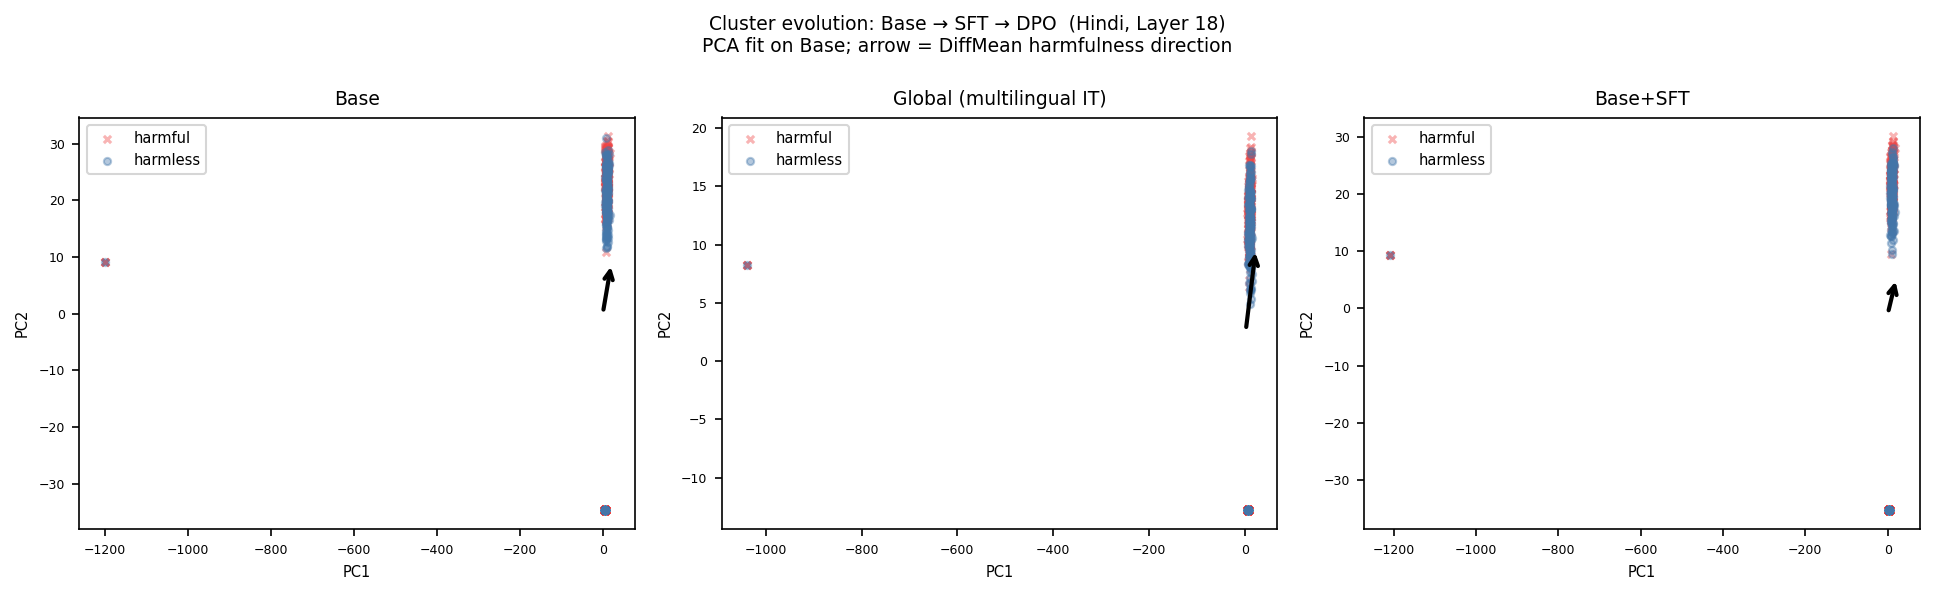 Cluster evolution: Base → SFT → DPO  (Hindi, Layer 18)
PCA fit on Base; arrow = DiffMean harmfulness direction
Base
harmful
harmless
30
20
10
0
−10
−20
−30
PC2
−1200
−1000
−800
−600
−400
−200
0
PC1
Global (multilingual IT)
harmful
harmless
20
15
10
5
0
−5
−10
PC2
−1000
−800
−600
−400
−200
0
PC1
Base+SFT
harmful
harmless
30
20
10
0
−10
−20
−30
PC2
−1200
−1000
−800
−600
−400
−200
0
PC1